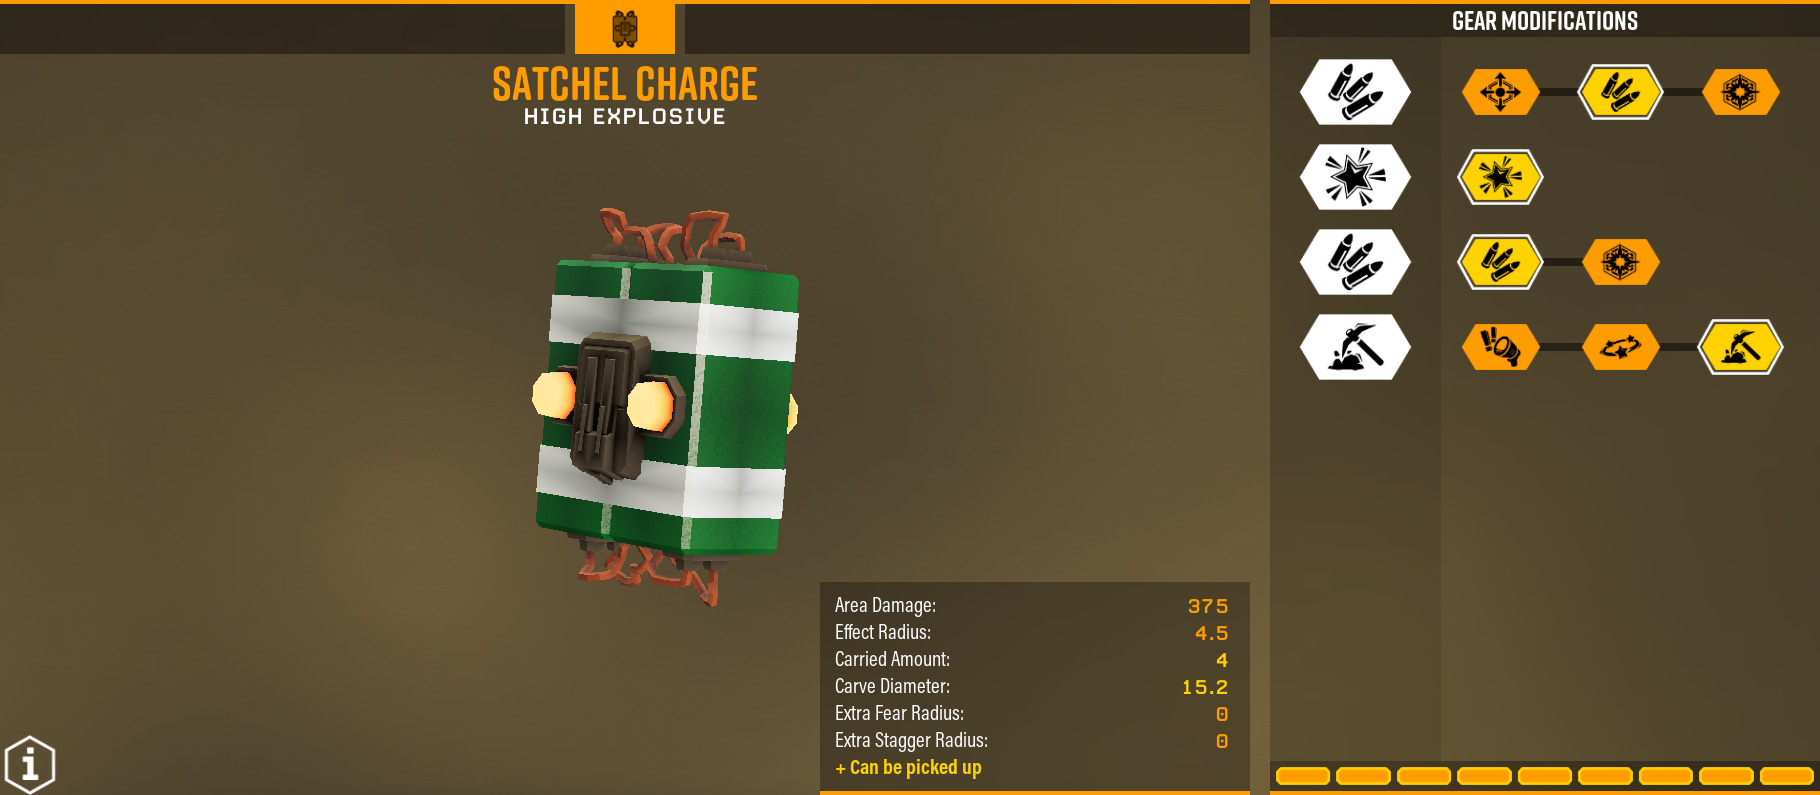 SATCHEL CHARGE
HIGH EXPLOSIVE
GEAR MODIFICATIONS
Area Damage: 375
Effect Radius: 4.5
Carried Amount: 4
Carve Diameter: 15.2
Extra Fear Radius: 0
Extra Stagger Radius: 0
+ Can be picked up